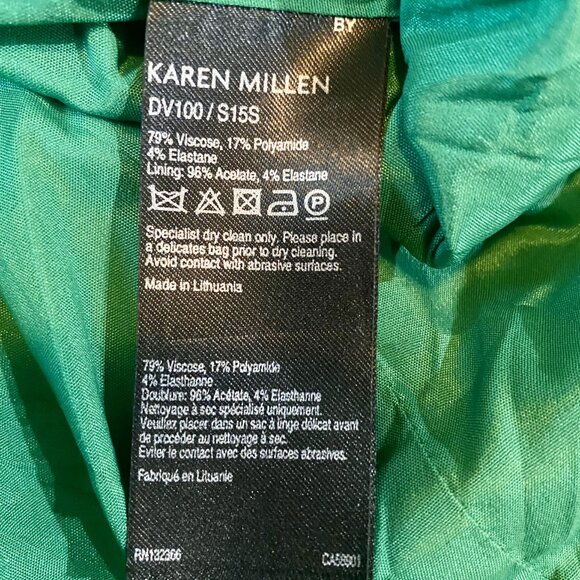 BY
KAREN MILLEN
DV100 / S15S
79% Viscose, 17% Polyamide
4% Elastane
Lining: 96% Acetate, 4% Elastane
Specialist dry clean only. Please place in
a delicates bag prior to dry cleaning.
Avoid contact with abrasive surfaces.
Made in Lithuania
79% Viscose, 17% Polyamide
4% Elasthanne
Doublure: 96% Acétate, 4% Elasthanne
Nettoyage à sec spécialisé uniquement.
Veuillez placer dans un sac à linge délicat avant
de procéder au nettoyage à sec.
Eviter le contact avec des surfaces abrasives.
Fabriqué en Lituanie
RN132366
CA58901